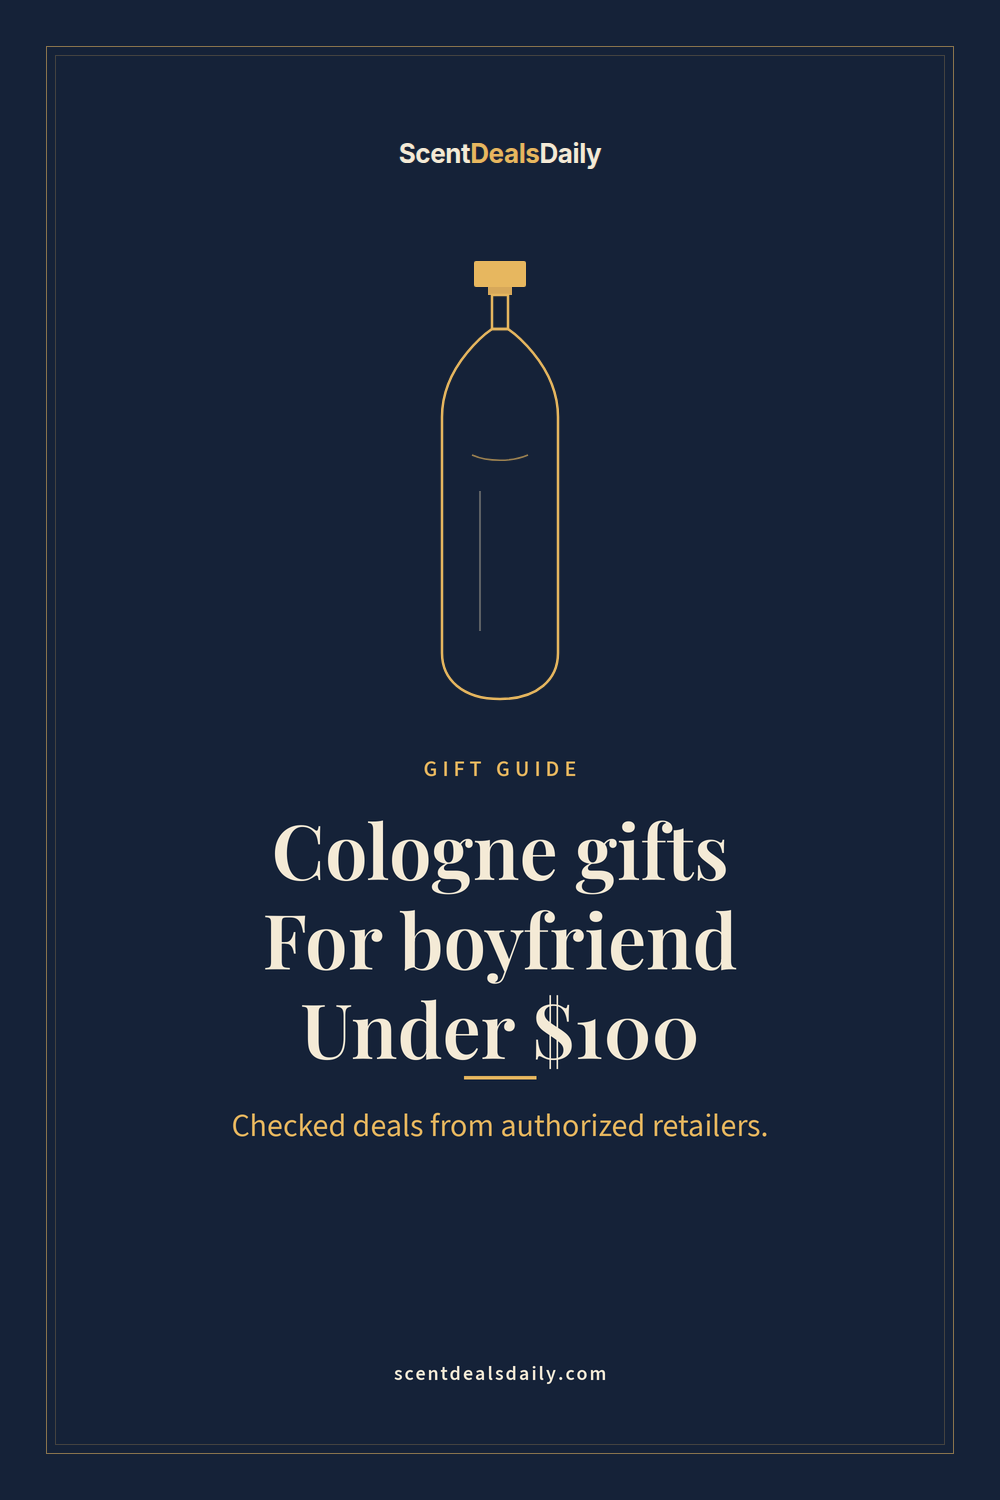 ScentDealsDaily
GIFT GUIDE
Cologne gifts
For boyfriend
Under $100
Checked deals from authorized retailers.
scentdealsdaily.com